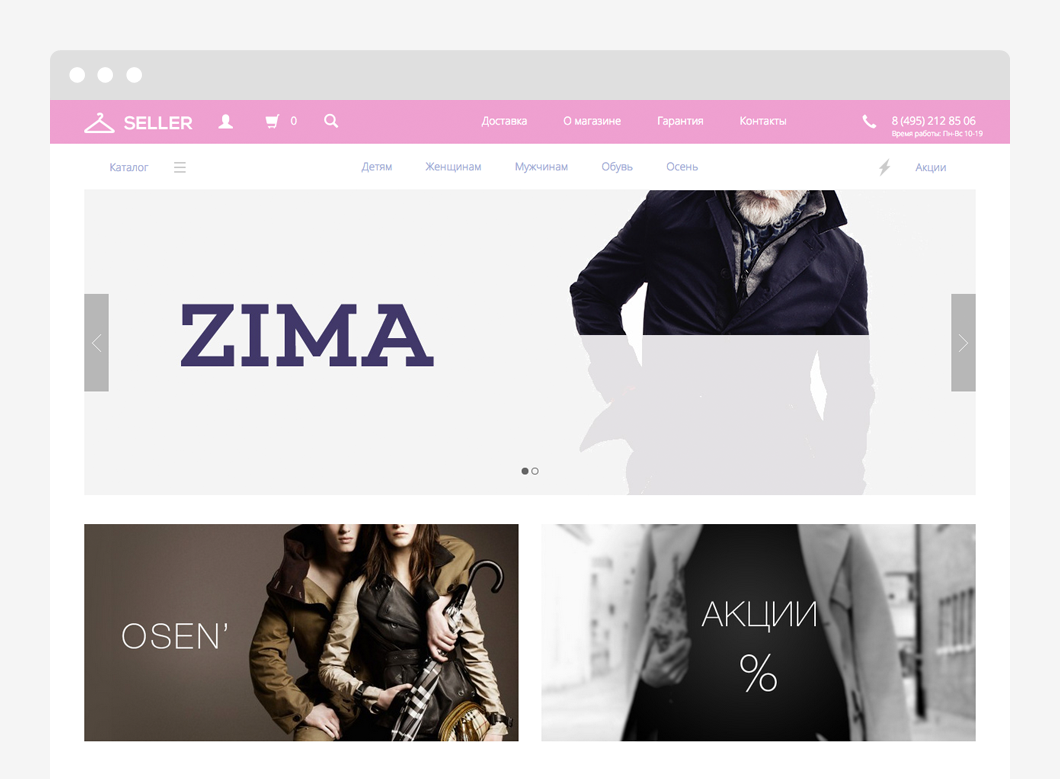 SELLER
0
Доставка
О магазине
Гарантия
Контакты
8 (495) 212 85 06
Время работы: Пн-Вс 10-19
Каталог
Детям
Женщинам
Мужчинам
Обувь
Осень
Акции
ZIMA
OSEN’
АКЦИИ
%